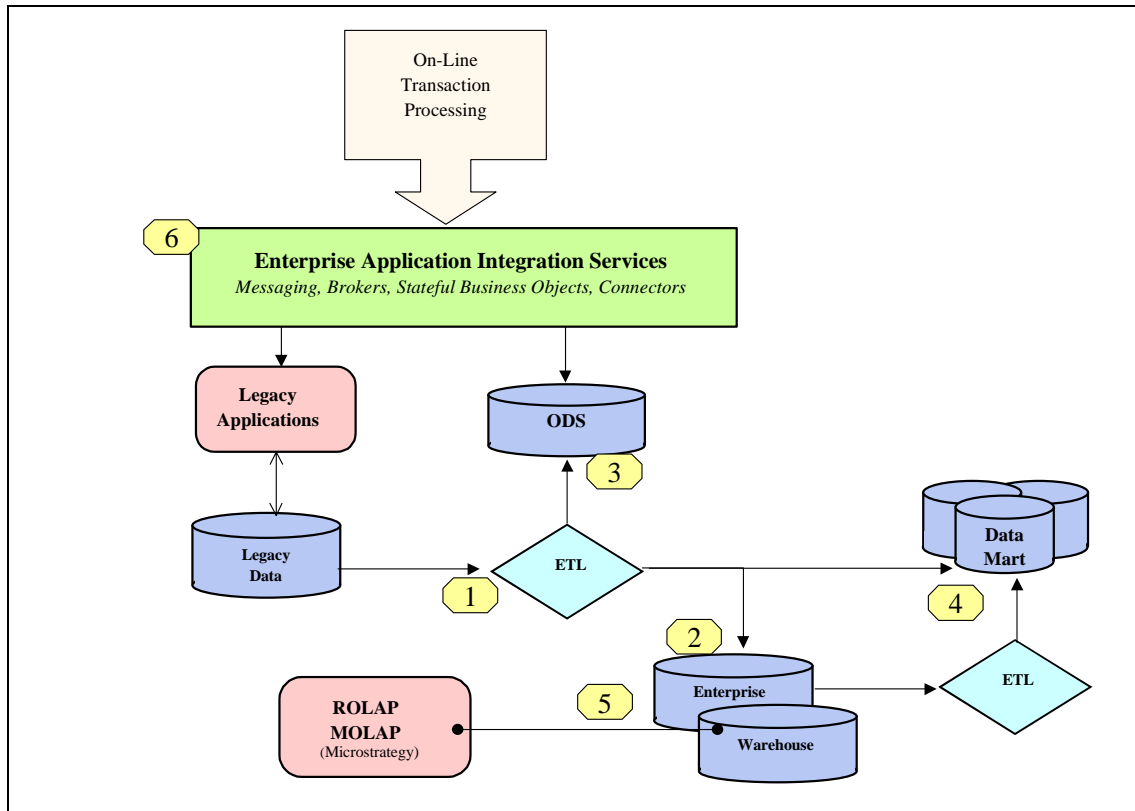 On-Line
Transaction
Processing
6
Enterprise Application Integration Services
Messaging, Brokers, Stateful Business Objects, Connectors
Legacy
Applications
ODS
3
Legacy
Data
ETL
1
Data
Mart
4
2
Enterprise
Warehouse
ETL
5
ROLAP
MOLAP
(Microstrategy)